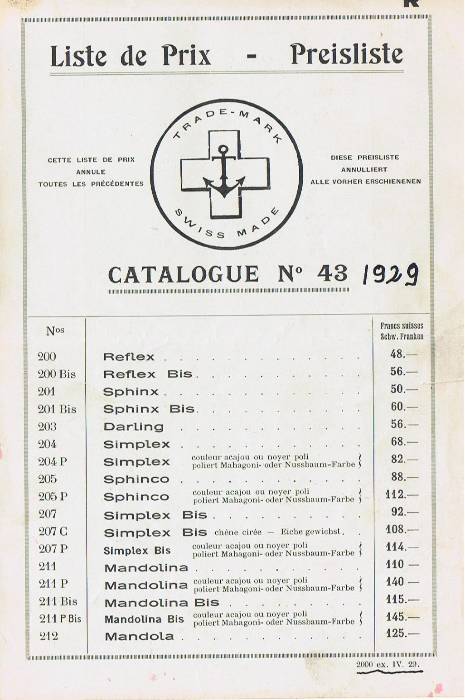 R
Liste de Prix - Preisliste
TRADE-MARK
CETTE LISTE DE PRIX
ANNULE
TOUTES LES PRÉCÉDENTES
DIESE PREISLISTE
ANNULLIERT
ALLE VORHER ERSCHIENENEN
SWISS MADE
CATALOGUE No 43 1929
Nos
Francs suisses
Schw. Franken
200 Reflex 48.—
200 Bis Reflex Bis 56.—
201 Sphinx 50.—
201 Bis Sphinx Bis 60.—
203 Darling 56.—
204 Simplex 68.—
204 P Simplex couleur acajou ou noyer poli
poliert Mahagoni- oder Nussbaum-Farbe 82.—
205 Sphinco 88.—
205 P Sphinco couleur acajou ou noyer poli
poliert Mahagoni- oder Nussbaum-Farbe 112.—
207 Simplex Bis 92.—
207 C Simplex Bis chêne cirée — Eiche gewichst. 108.—
207 P Simplex Bis couleur acajou ou noyer poli
poliert Mahagoni- oder Nussbaum-Farbe 114.—
211 Mandolina 110 —
211 P Mandolina couleur acajou ou noyer poli
poliert Mahagoni- oder Nussbaum-Farbe 140 —
211 Bis Mandolina Bis 115.—
211 P Bis Mandolina Bis couleur acajou ou noyer poli
poliert Mahagoni- oder Nussbaum-Farbe 145.—
212 Mandola 125.—
2000 ex. IV. 29.